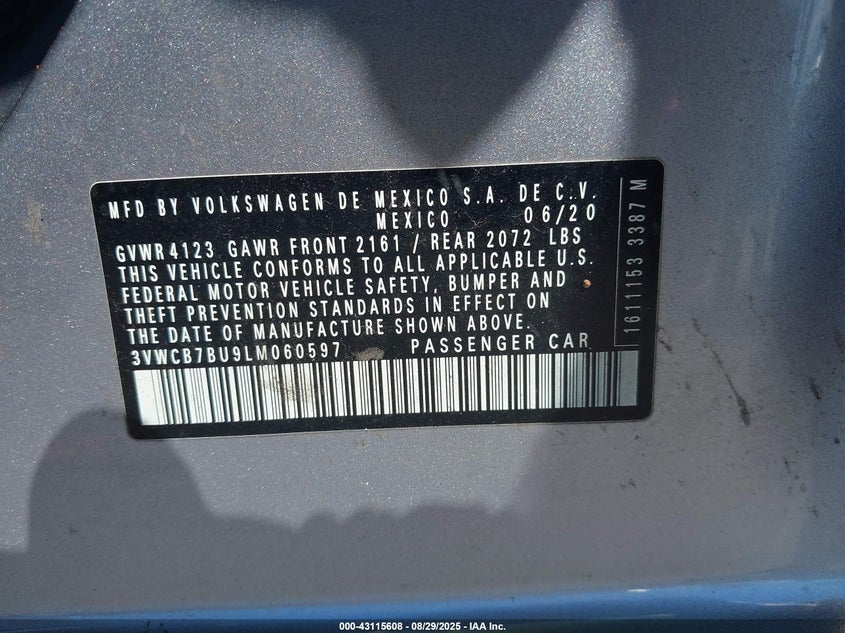 MFD BY VOLKSWAGEN DE MEXICO S.A. DE C.V.
MEXICO 06/20
GVWR 4123 GAWR FRONT 2161 / REAR 2072 LBS
THIS VEHICLE CONFORMS TO ALL APPLICABLE U.S.
FEDERAL MOTOR VEHICLE SAFETY, BUMPER AND
THEFT PREVENTION STANDARDS IN EFFECT ON
THE DATE OF MANUFACTURE SHOWN ABOVE.
3VWCB7BU9LM060597 PASSENGER CAR
1611153 3387 M
000-43115608 - 08/29/2025 - IAA Inc.